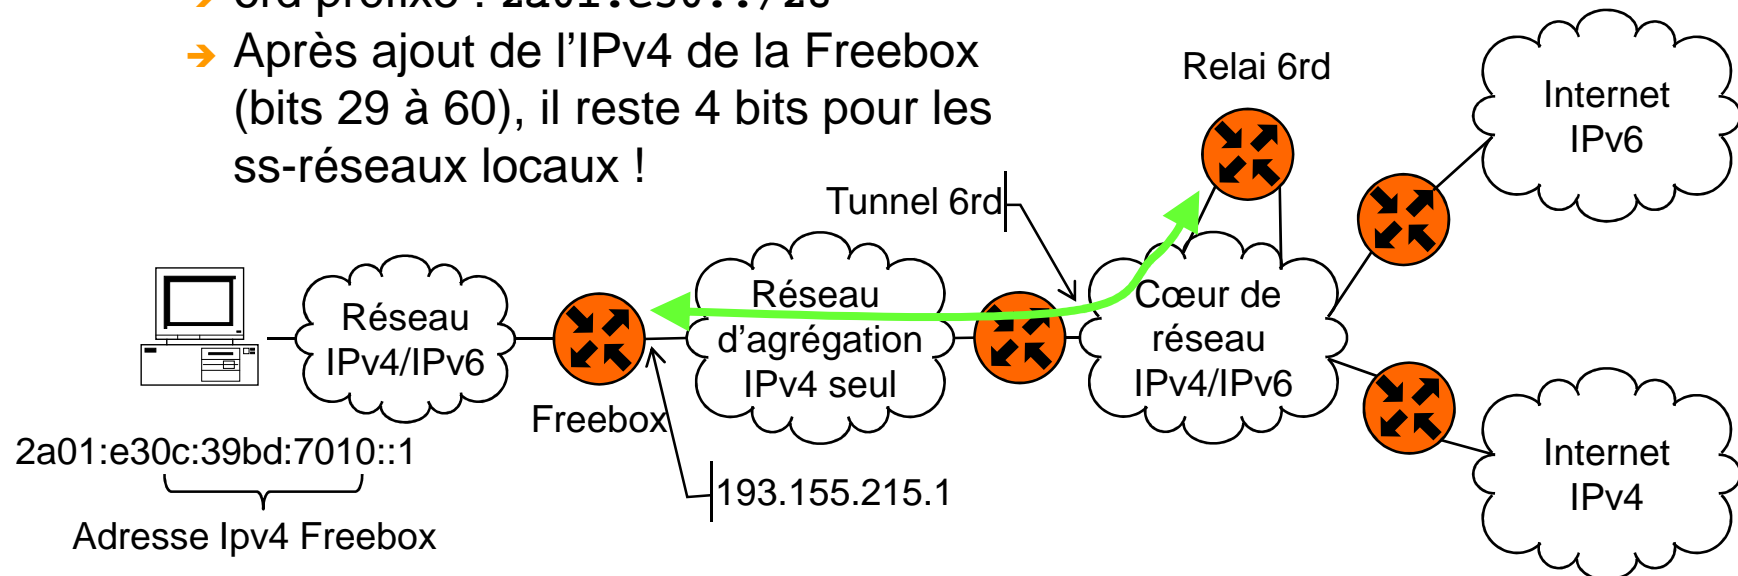 ➔ Après ajout de l’IPv4 de la Freebox
(bits 29 à 60), il reste 4 bits pour les
ss-réseaux locaux !
Relai 6rd
Internet
IPv6
Tunnel 6rd
Réseau
IPv4/IPv6
Réseau
d’agrégation
IPv4 seul
Cœur de
réseau
IPv4/IPv6
Freebox
2a01:e30c:39bd:7010::1
193.155.215.1
Adresse Ipv4 Freebox
Internet
IPv4